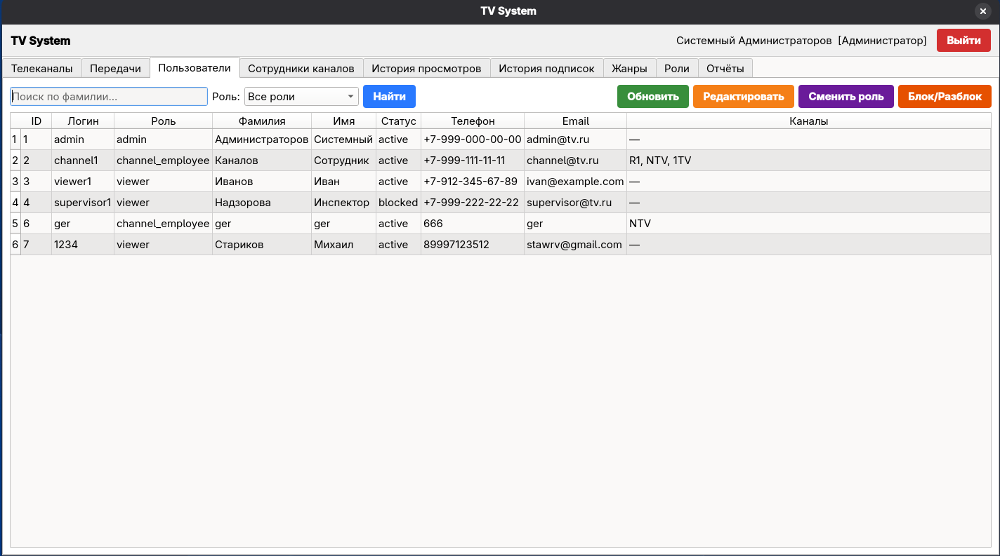 TV System
TV System Системный Администраторов [Администратор] Выйти
Телеканалы Передачи Пользователи Сотрудники каналов История просмотров История подписок Жанры Роли Отчёты
Поиск по фамилии... Роль: Все роли Найти Обновить Редактировать Сменить роль Блок/Разблок
ID Логин Роль Фамилия Имя Статус Телефон Email Каналы
1 1 admin admin Администраторов Системный active +7-999-000-00-00 admin@tv.ru —
2 2 channel1 channel_employee Каналов Сотрудник active +7-999-111-11-11 channel@tv.ru R1, NTV, 1TV
3 3 viewer1 viewer Иванов Иван active +7-912-345-67-89 ivan@example.com —
4 4 supervisor1 viewer Надзорова Инспектор blocked +7-999-222-22-22 supervisor@tv.ru —
5 6 ger channel_employee ger ger active 666 ger NTV
6 7 1234 viewer Стариков Михаил active 89997123512 stawrv@gmail.com —